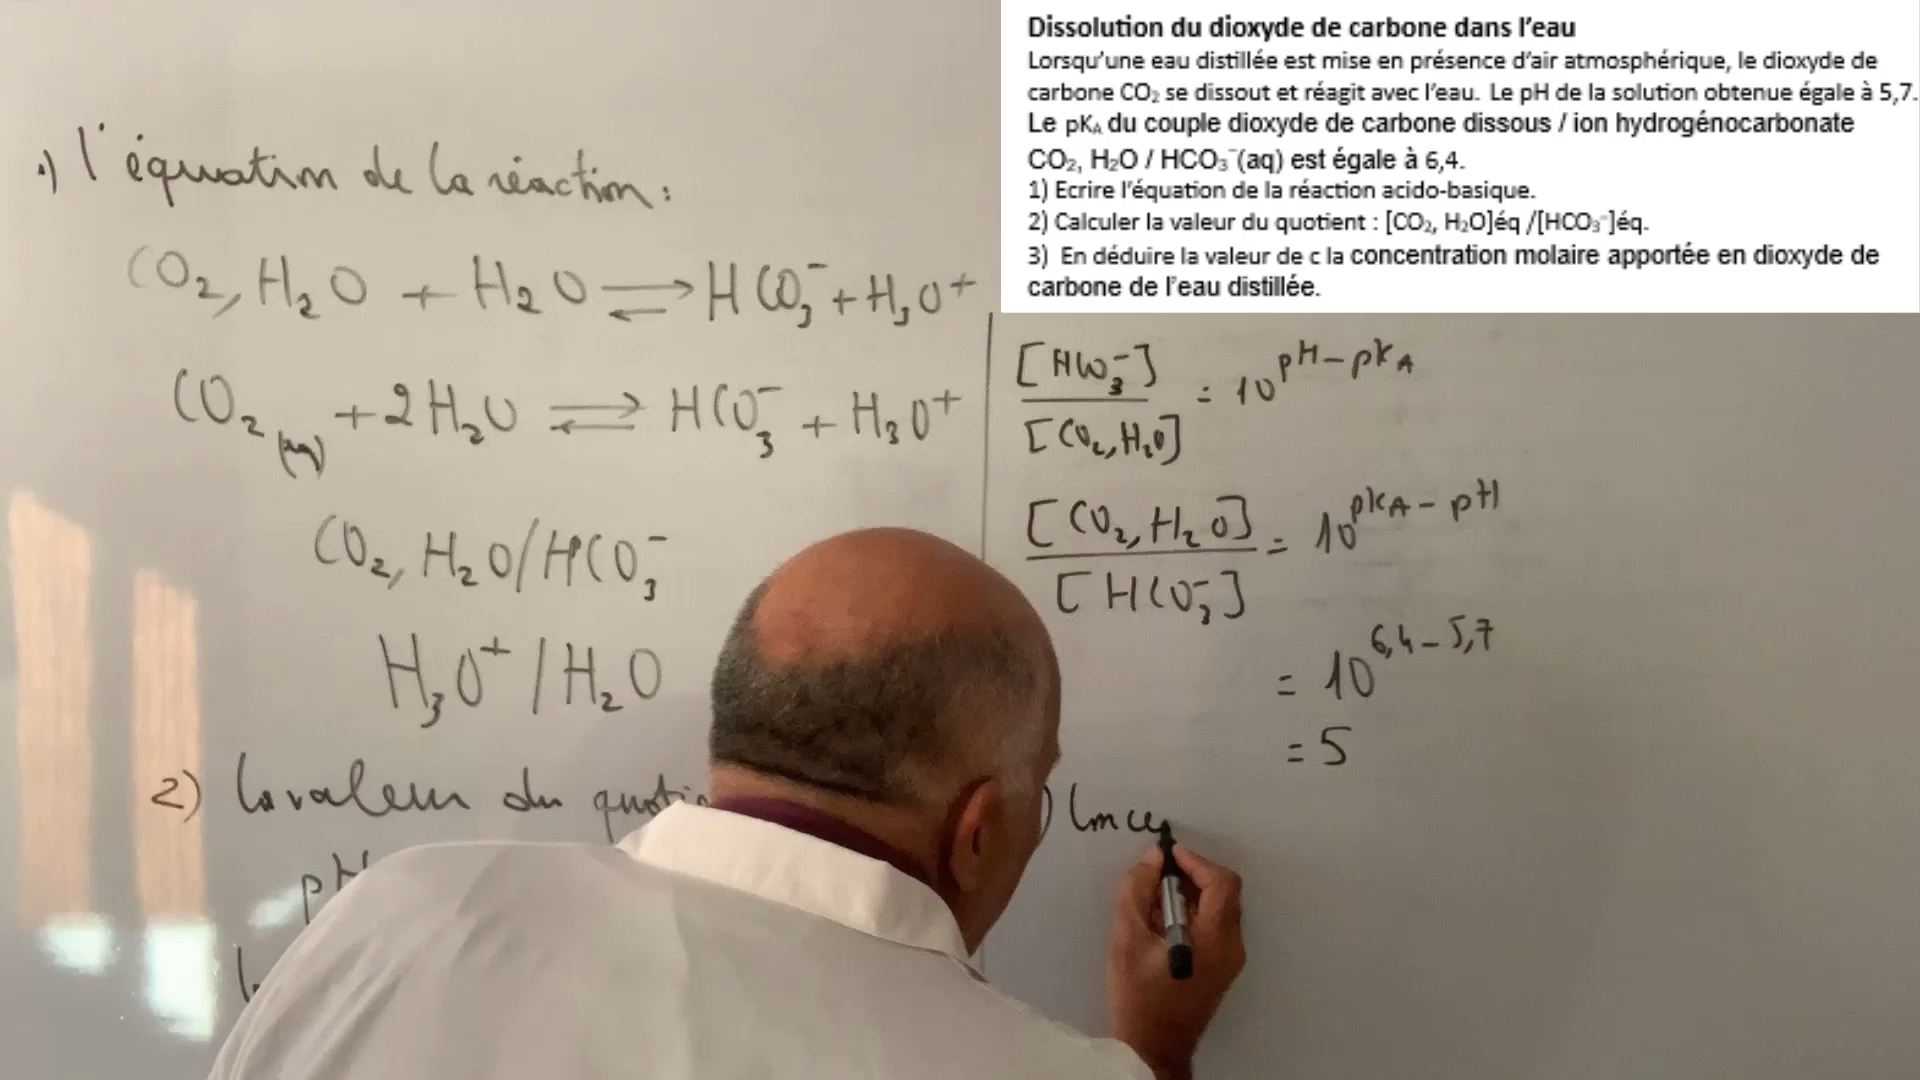 Dissolution du dioxyde de carbone dans l'eau
Lorsqu'une eau distillée est mise en présence d'air atmosphérique, le dioxyde de
carbone CO₂ se dissout et réagit avec l'eau. Le pH de la solution obtenue égale à 5,7.
Le pKA du couple dioxyde de carbone dissous / ion hydrogénocarbonate
CO₂, H₂O / HCO₃⁻(aq) est égale à 6,4.
1) Ecrire l'équation de la réaction acido-basique.
2) Calculer la valeur du quotient : [CO₂, H₂O]éq /[HCO₃⁻]éq.
3) En déduire la valeur de c la concentration molaire apportée en dioxyde de
carbone de l'eau distillée.
1) l'équation de la réaction :
CO₂, H₂O + H₂O ⇌ HCO₃⁻ + H₃O⁺
CO₂ (aq) + 2H₂O ⇌ HCO₃⁻ + H₃O⁺
CO₂, H₂O/HCO₃⁻
H₃O⁺/H₂O
2) la valeur du
pH
[HCO₃⁻] / [CO₂, H₂O] = 10^(pH - pKA)
[CO₂, H₂O] / [HCO₃⁻] = 10^(pKA - pH)
= 10^(6,4 - 5,7)
= 5
)